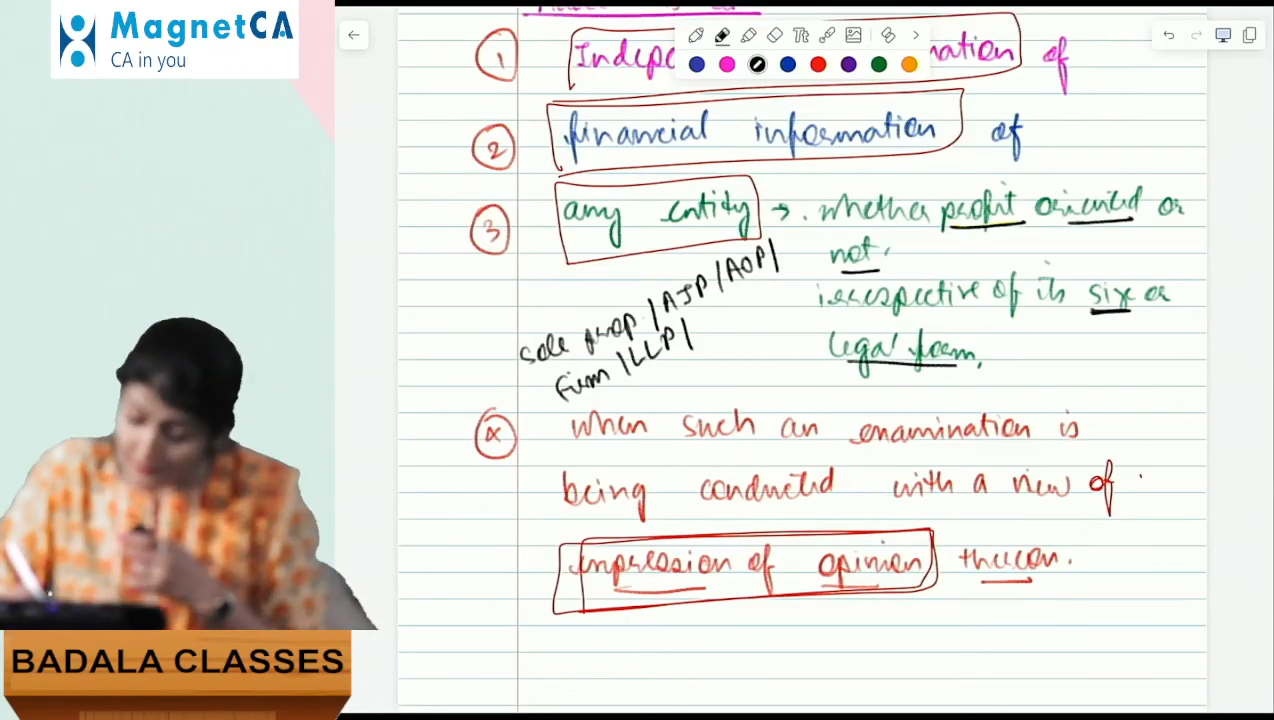 MagnetCA
CA in you
① Indepe nation of
② financial information of
③ any entity → . whether profit oriented or
not.
irrespective of its size or
legal form,
sole prop / AJP / AOP /
Firm / LLP /
④ when such an examination is
being conducted with a view of
expression of opinion thereon.
BADALA CLASSES